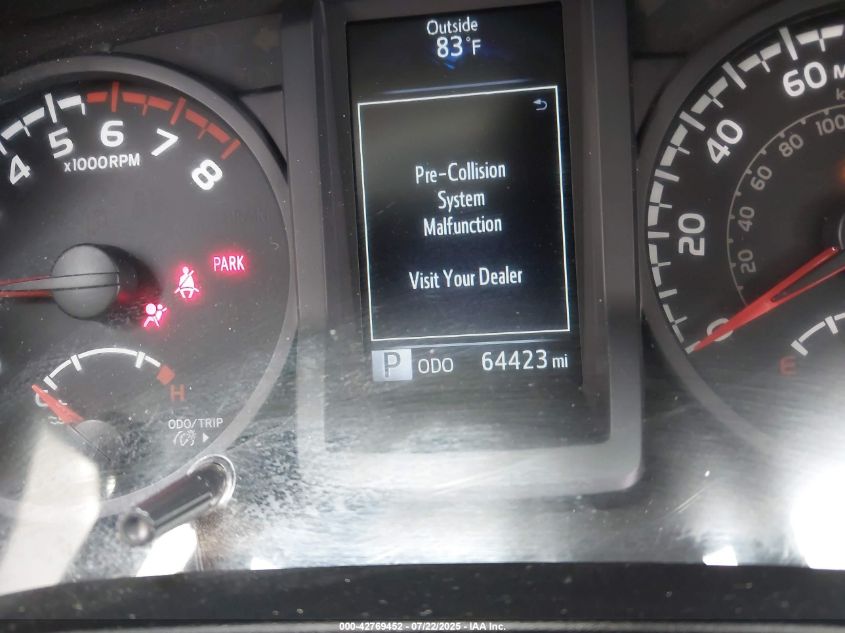 Outside
83°F
Pre-Collision
System
Malfunction
Visit Your Dealer
P ODO 64423 mi
4 5 6 7 8
x1000RPM
PARK
C H
ODO/TRIP
0 20 40 60
20 40 60 80 100
E
000-42769452 - 07/22/2025 - IAA Inc.